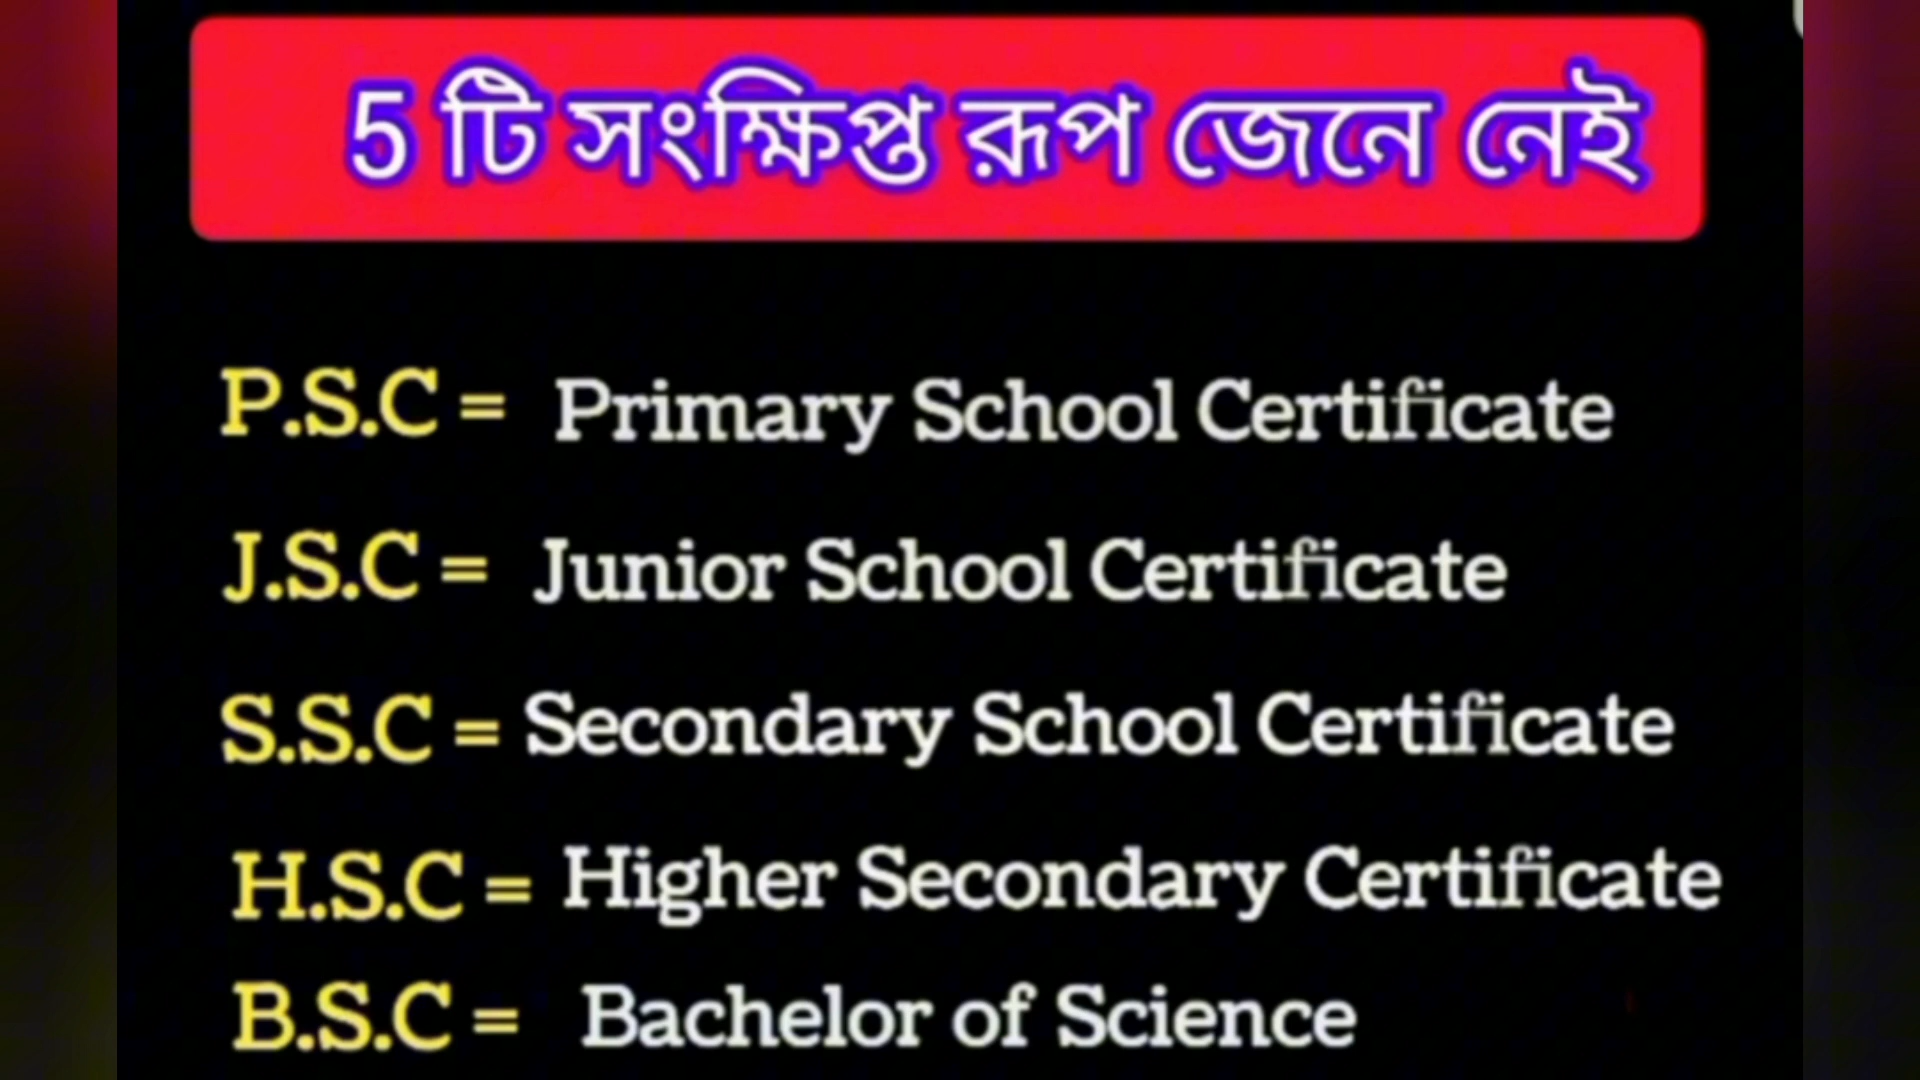 5 টি সংক্ষিপ্ত রূপ জেনে নেই
P.S.C = Primary School Certificate
J.S.C = Junior School Certificate
S.S.C = Secondary School Certificate
H.S.C = Higher Secondary Certificate
B.S.C = Bachelor of Science